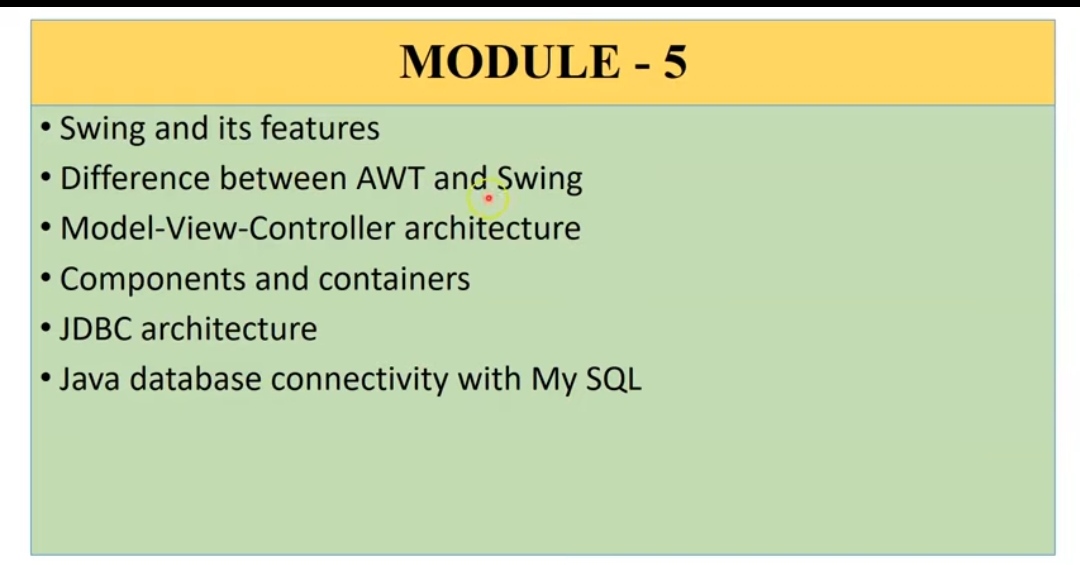 MODULE - 5
• Swing and its features
• Difference between AWT and Swing
• Model-View-Controller architecture
• Components and containers
• JDBC architecture
• Java database connectivity with My SQL